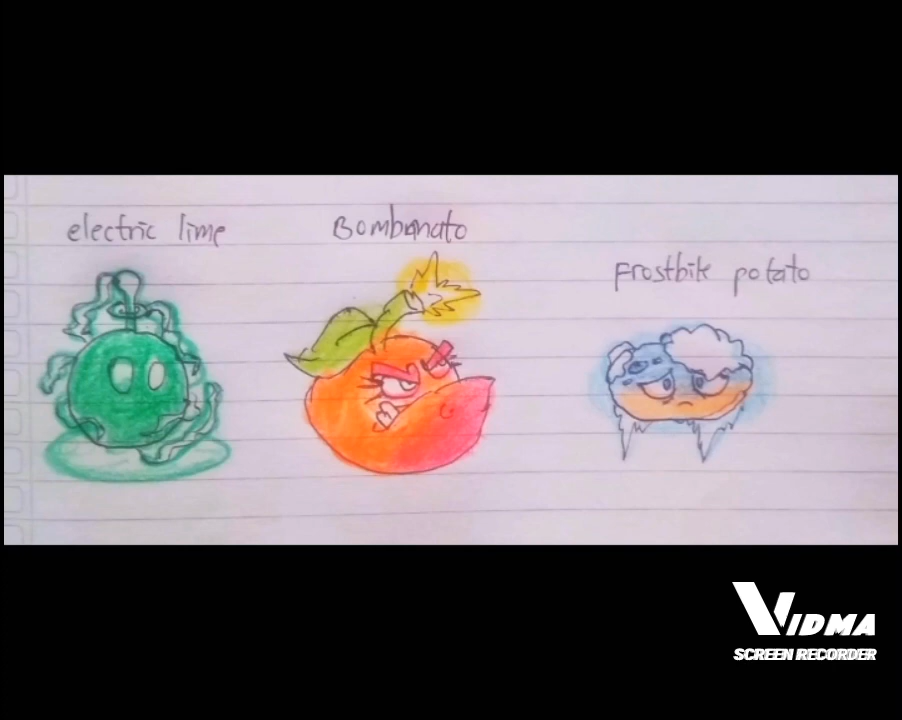 electric lime
Bombanato
Frostbite potato
VIDMA
SCREEN RECORDER